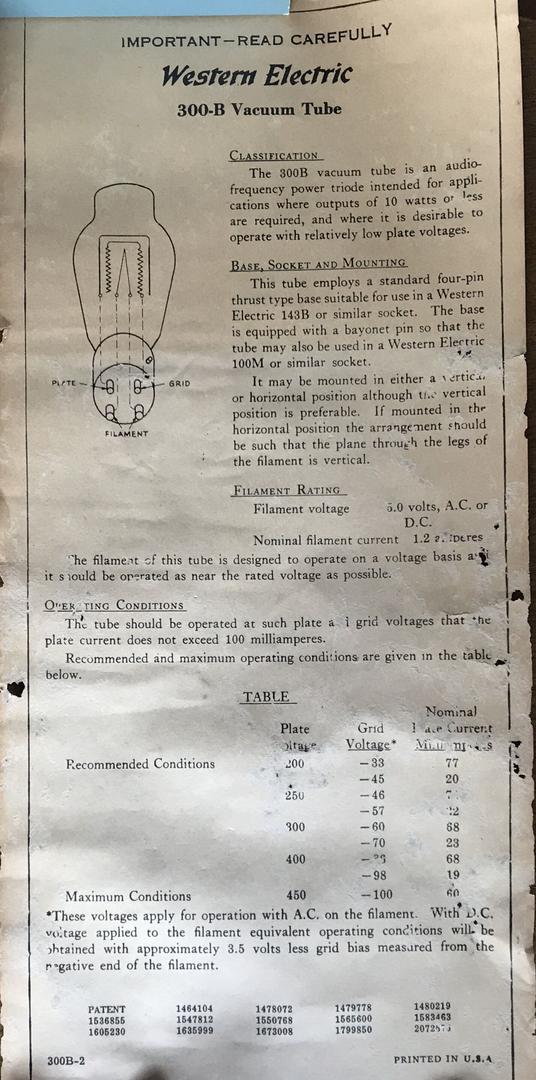 IMPORTANT—READ CAREFULLY
Western Electric
300-B Vacuum Tube
CLASSIFICATION
The 300B vacuum tube is an audio-
frequency power triode intended for appli-
cations where outputs of 10 watts or less
are required, and where it is desirable to
operate with relatively low plate voltages.
BASE, SOCKET AND MOUNTING
This tube employs a standard four-pin
thrust type base suitable for use in a Western
Electric 143B or similar socket. The base
is equipped with a bayonet pin so that the
tube may also be used in a Western Electric
100M or similar socket.
It may be mounted in either a vertical
or horizontal position although the vertical
position is preferable. If mounted in the
horizontal position the arrangement should
be such that the plane through the legs of
the filament is vertical.
PLATE
GRID
FILAMENT
FILAMENT RATING
Filament voltage 5.0 volts, A.C. or
D.C.
Nominal filament current 1.2 amperes
The filament of this tube is designed to operate on a voltage basis and
it should be operated as near the rated voltage as possible.
OPERATING CONDITIONS
The tube should be operated at such plate and grid voltages that the
plate current does not exceed 100 milliamperes.
Recommended and maximum operating conditions are given in the table
below.
TABLE
Plate Voltage Grid Voltage* Nominal Plate Current Milliamperes
Recommended Conditions 200 —33 77
—45 20
250 —46
—57
300 —60 68
—70 23
400 68
—98 19
Maximum Conditions 450 —100 60
*These voltages apply for operation with A.C. on the filament. With D.C.
voltage applied to the filament equivalent operating conditions will be
obtained with approximately 3.5 volts less grid bias measured from the
negative end of the filament.
PATENT 1464104 1478072 1479778 1480219
1536855 1547812 1550768 1565600 1583463
1605230 1635999 1673008 1799850
300B-2
PRINTED IN U.S.A